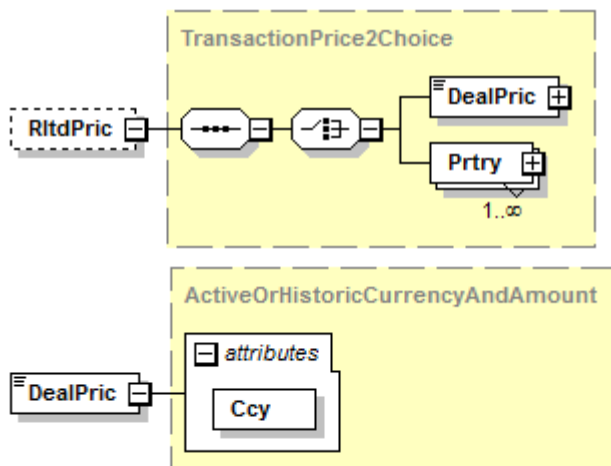 TransactionPrice2Choice
RltdPric
DealPric
Prtry
1..∞
ActiveOrHistoricCurrencyAndAmount
attributes
DealPric
Ccy